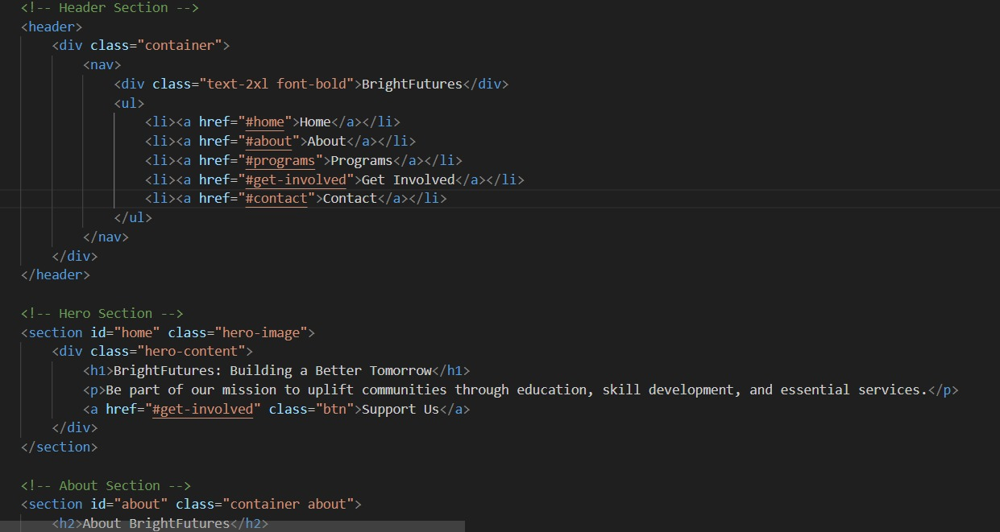 <!-- Header Section -->
<header>
    <div class="container">
        <nav>
            <div class="text-2xl font-bold">BrightFutures</div>
            <ul>
                <li><a href="#home">Home</a></li>
                <li><a href="#about">About</a></li>
                <li><a href="#programs">Programs</a></li>
                <li><a href="#get-involved">Get Involved</a></li>
                <li><a href="#contact">Contact</a></li>
            </ul>
        </nav>
    </div>
</header>

<!-- Hero Section -->
<section id="home" class="hero-image">
    <div class="hero-content">
        <h1>BrightFutures: Building a Better Tomorrow</h1>
        <p>Be part of our mission to uplift communities through education, skill development, and essential services.</p>
        <a href="#get-involved" class="btn">Support Us</a>
    </div>
</section>

<!-- About Section -->
<section id="about" class="container about">
    <h2>About BrightFutures</h2>